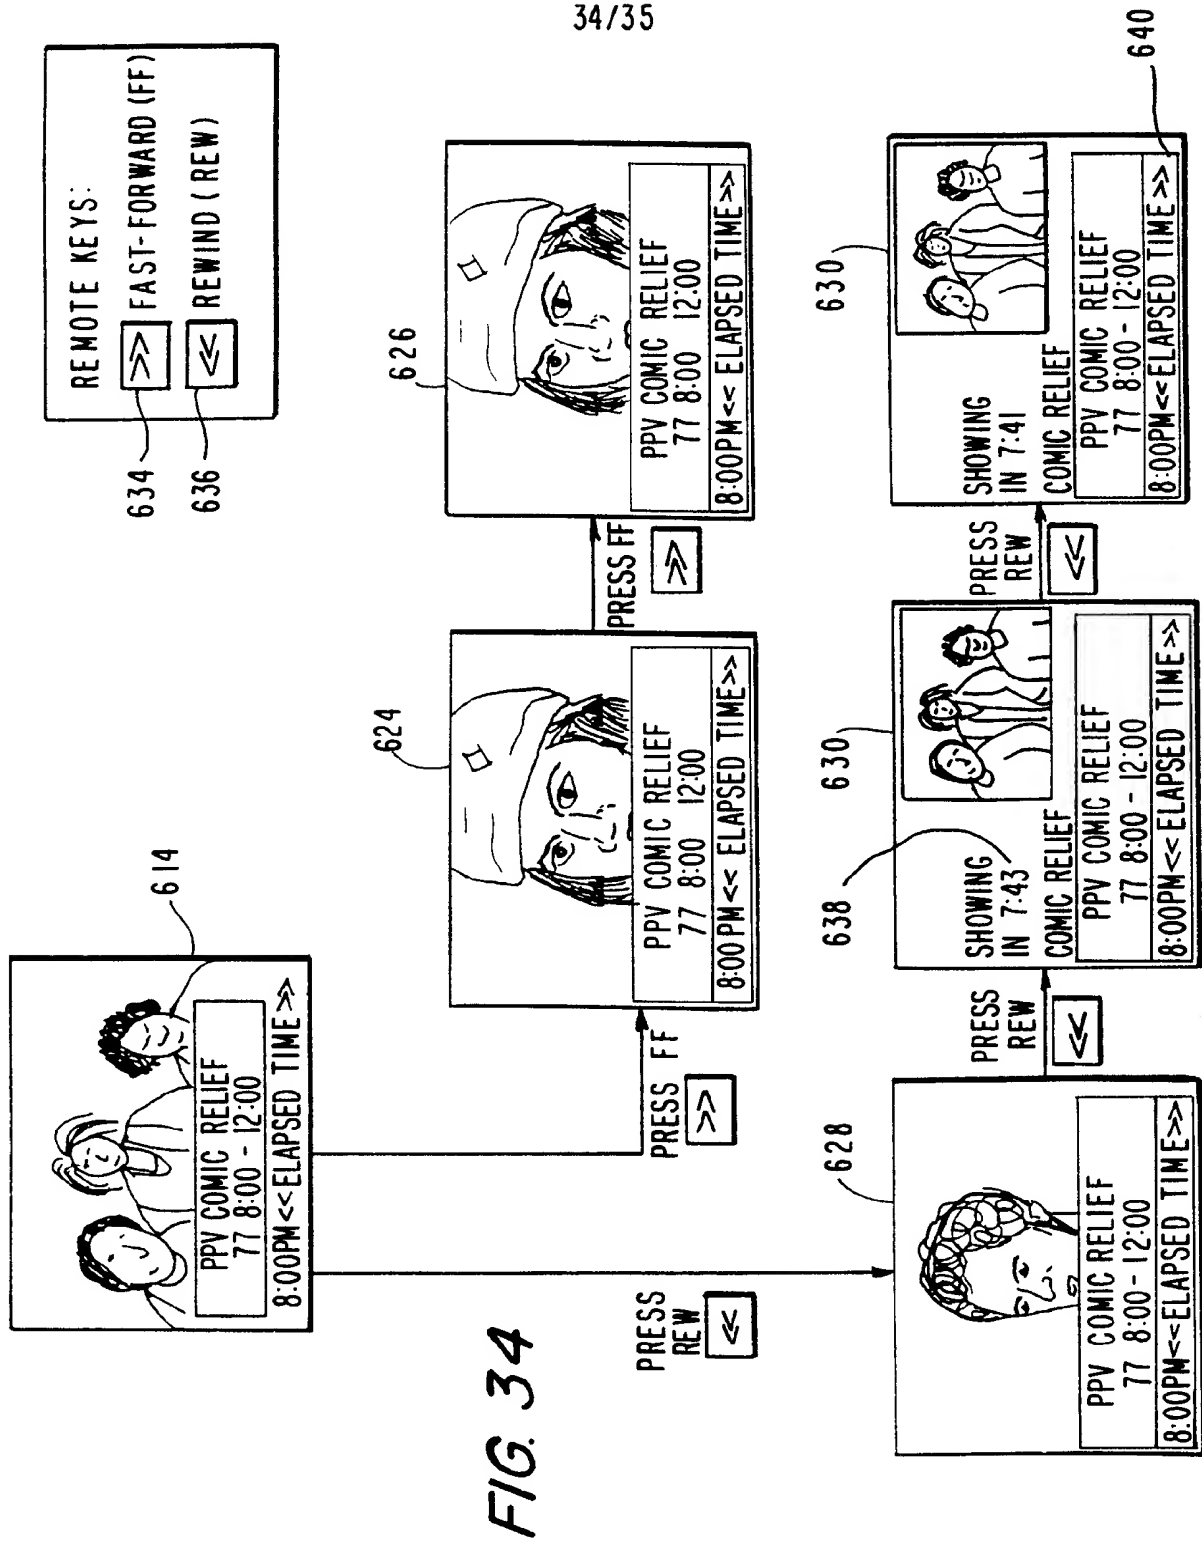 34/35
REMOTE KEYS:
>> FAST-FORWARD (FF)
<< REWIND (REW)
634
636
614
PPV COMIC RELIEF
77 8:00 - 12:00
8:00PM<<ELAPSED TIME>>
PRESS FF
>>
624
PPV COMIC RELIEF
77 8:00 12:00
8:00PM<< ELAPSED TIME>>
PRESS FF
>>
626
PPV COMIC RELIEF
77 8:00 12:00
8:00PM<< ELAPSED TIME>>
PRESS
REW
<<
628
PPV COMIC RELIEF
77 8:00 - 12:00
8:00PM<<ELAPSED TIME>>
PRESS
REW
<<
638
630
SHOWING
IN 7:43
COMIC RELIEF
PPV COMIC RELIEF
77 8:00 - 12:00
8:00PM<<ELAPSED TIME>>
PRESS
REW
<<
630
SHOWING
IN 7:41
COMIC RELIEF
PPV COMIC RELIEF
77 8:00 - 12:00
8:00PM<<ELAPSED TIME>>
640
FIG. 34